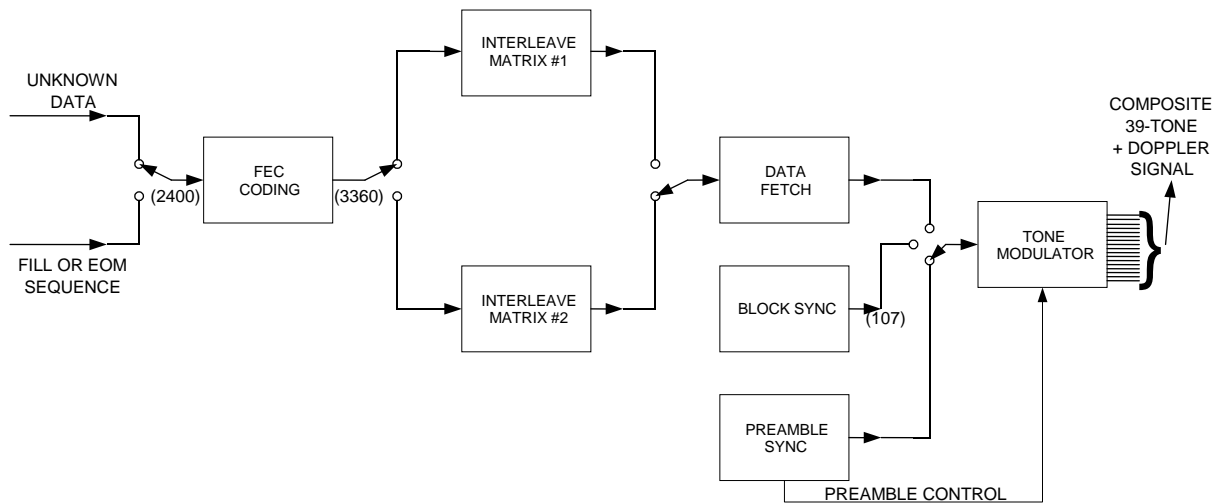 UNKNOWN
DATA
FILL OR EOM
SEQUENCE
(2400)
FEC
CODING
(3360)
INTERLEAVE
MATRIX #1
INTERLEAVE
MATRIX #2
DATA
FETCH
BLOCK SYNC
(107)
PREAMBLE
SYNC
PREAMBLE CONTROL
TONE
MODULATOR
COMPOSITE
39-TONE
+ DOPPLER
SIGNAL